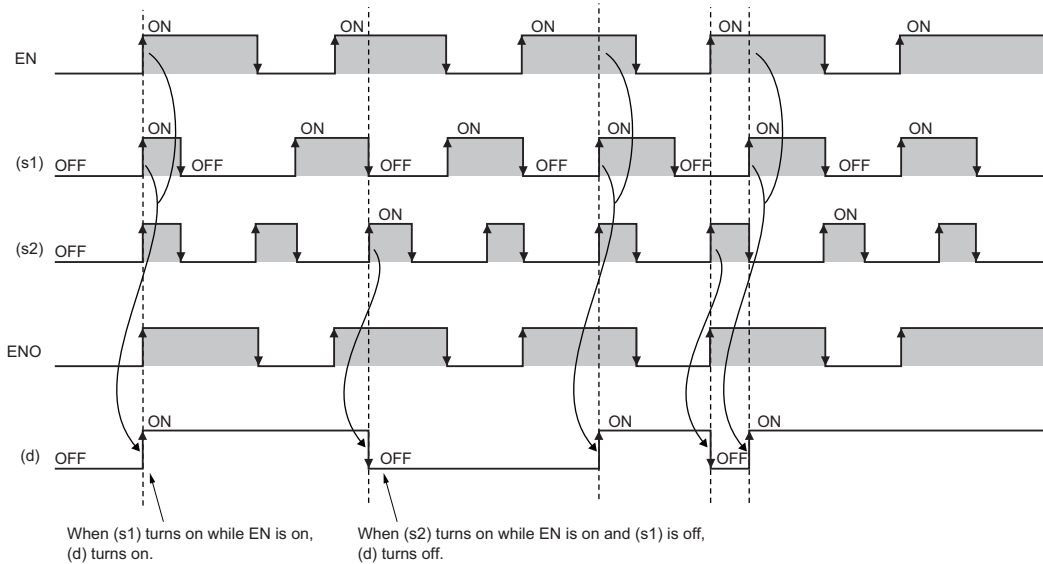 ON ON ON ON ON
EN
ON ON ON ON ON ON
(s1) OFF OFF OFF OFF OFF OFF
ON ON
(s2) OFF
ENO
ON ON ON
(d) OFF OFF OFF
When (s1) turns on while EN is on,
(d) turns on.
When (s2) turns on while EN is on and (s1) is off,
(d) turns off.